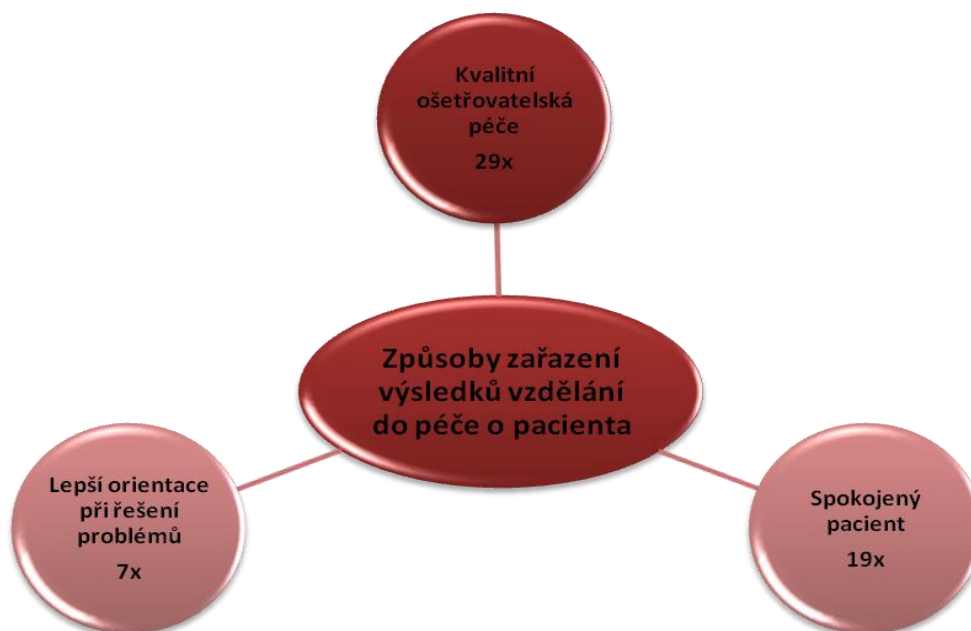 Kvalitní
ošetřovatelská
péče
29x
Způsoby zařazení
výsledků vzdělání
do péče o pacienta
Lepší orientace
při řešení
problémů
7x
Spokojený
pacient
19x